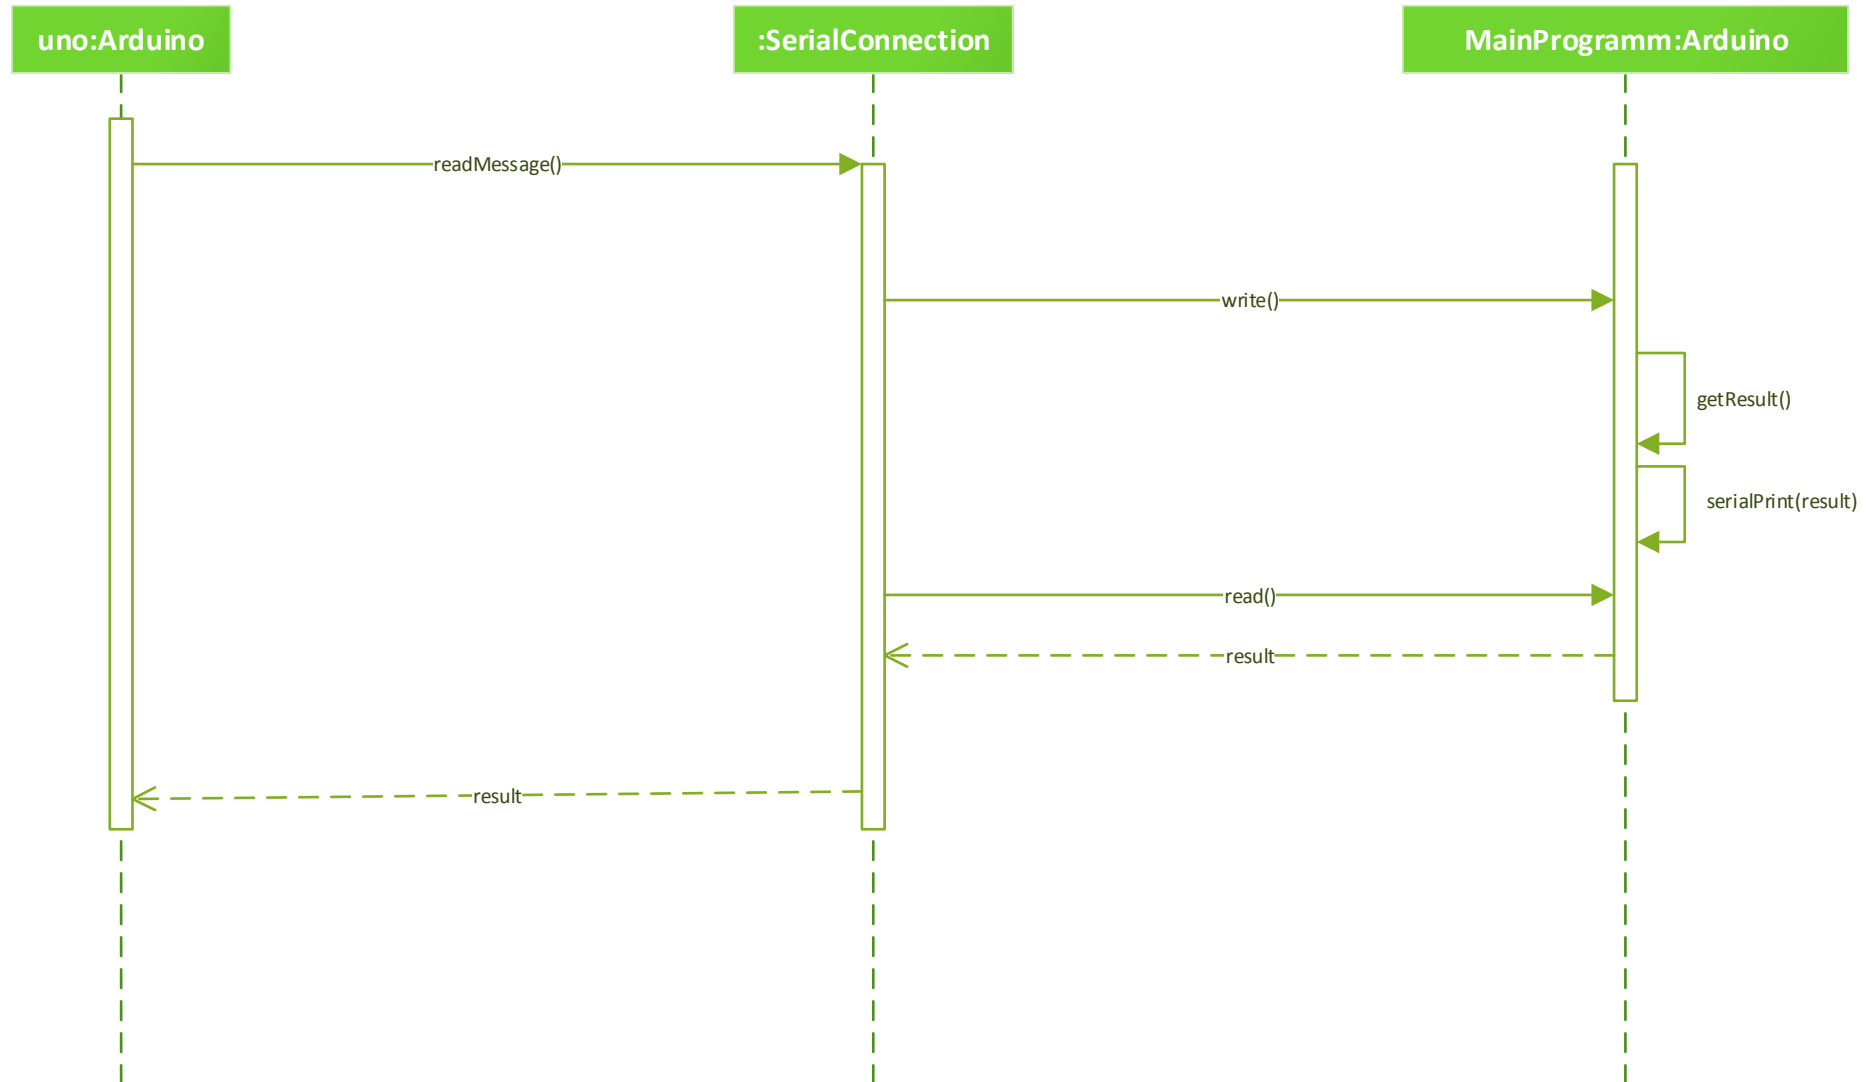 uno:Arduino
:SerialConnection
MainProgramm:Arduino
readMessage()
write()
getResult()
serialPrint(result)
read()
result
result